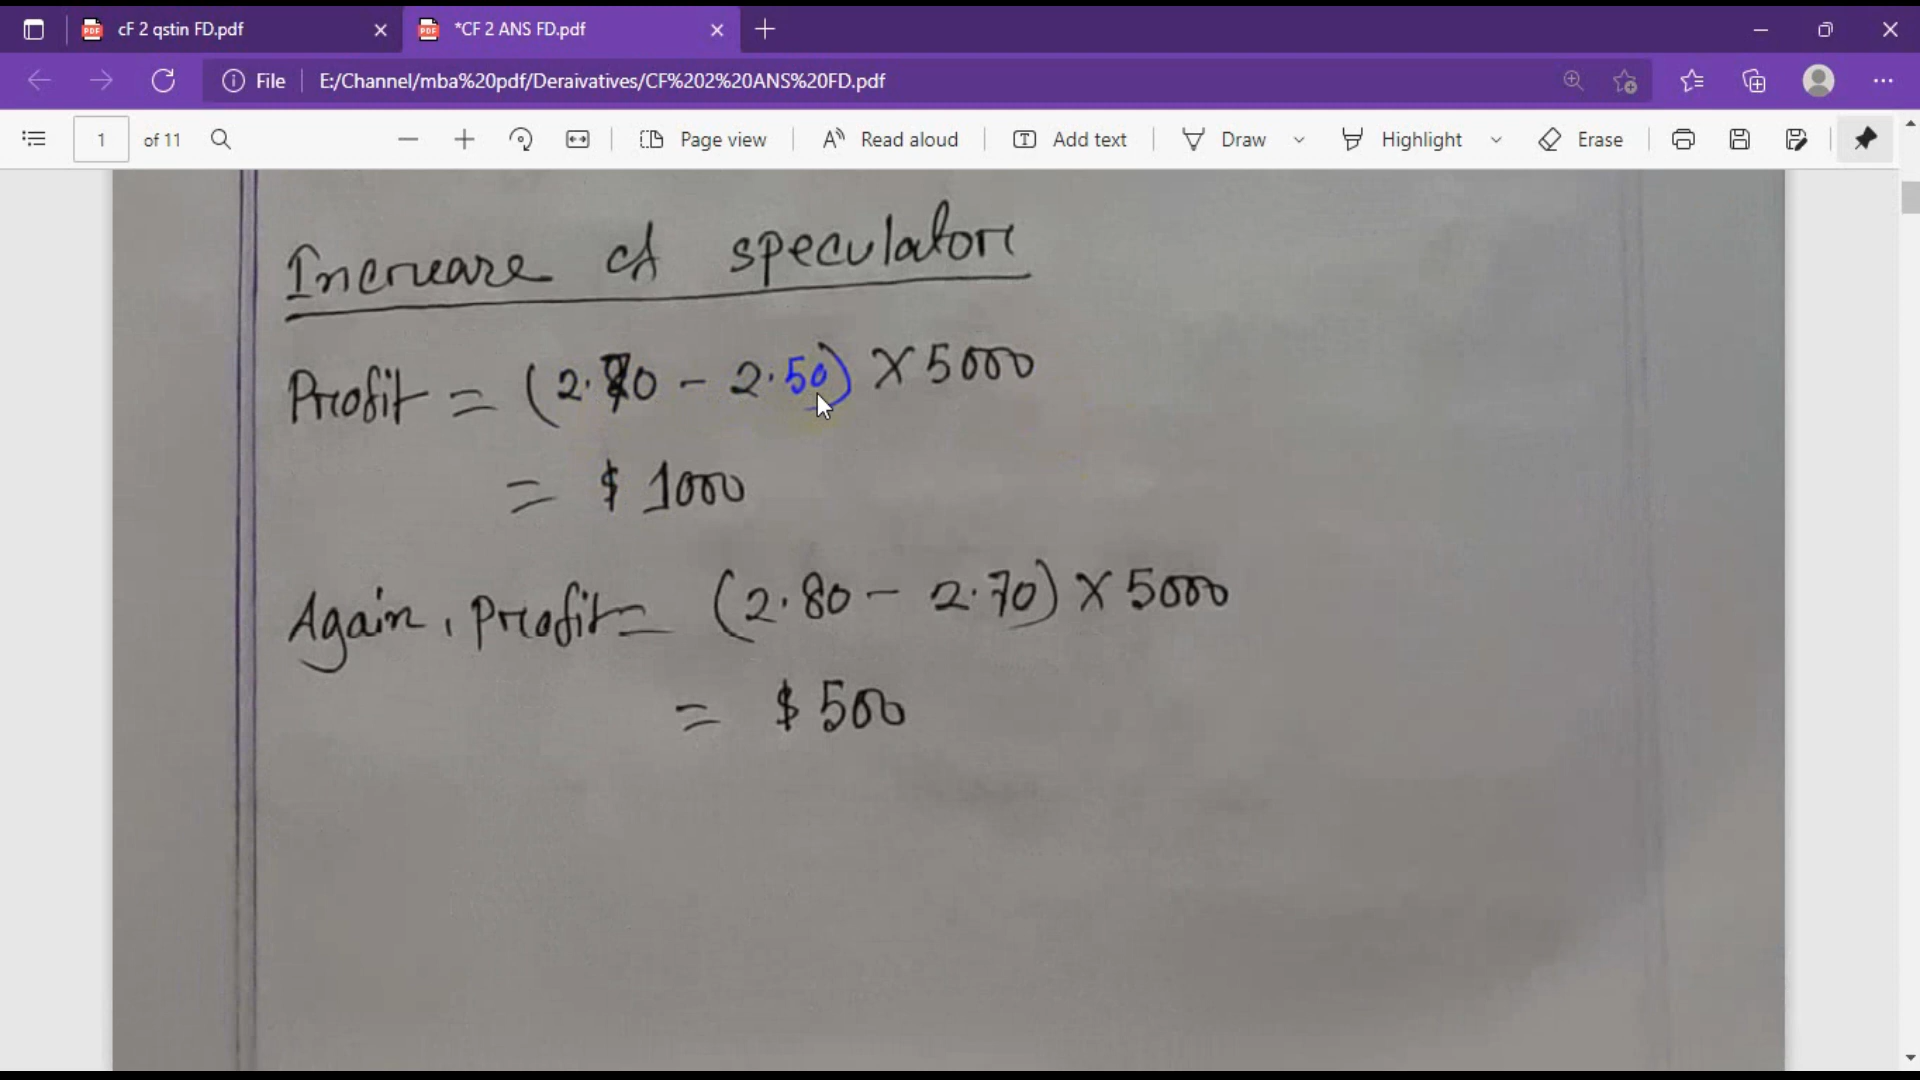 cF 2 qstin FD.pdf
*CF 2 ANS FD.pdf
File E:/Channel/mba%20pdf/Deraivatives/CF%202%20ANS%20FD.pdf
1 of 11 Page view Read aloud Add text Draw Highlight Erase
Increase of speculator
Profit = (2.70 - 2.50) X 5000
= $ 1000
Again, Profit = (2.80 - 2.70) X 5000
= $ 500